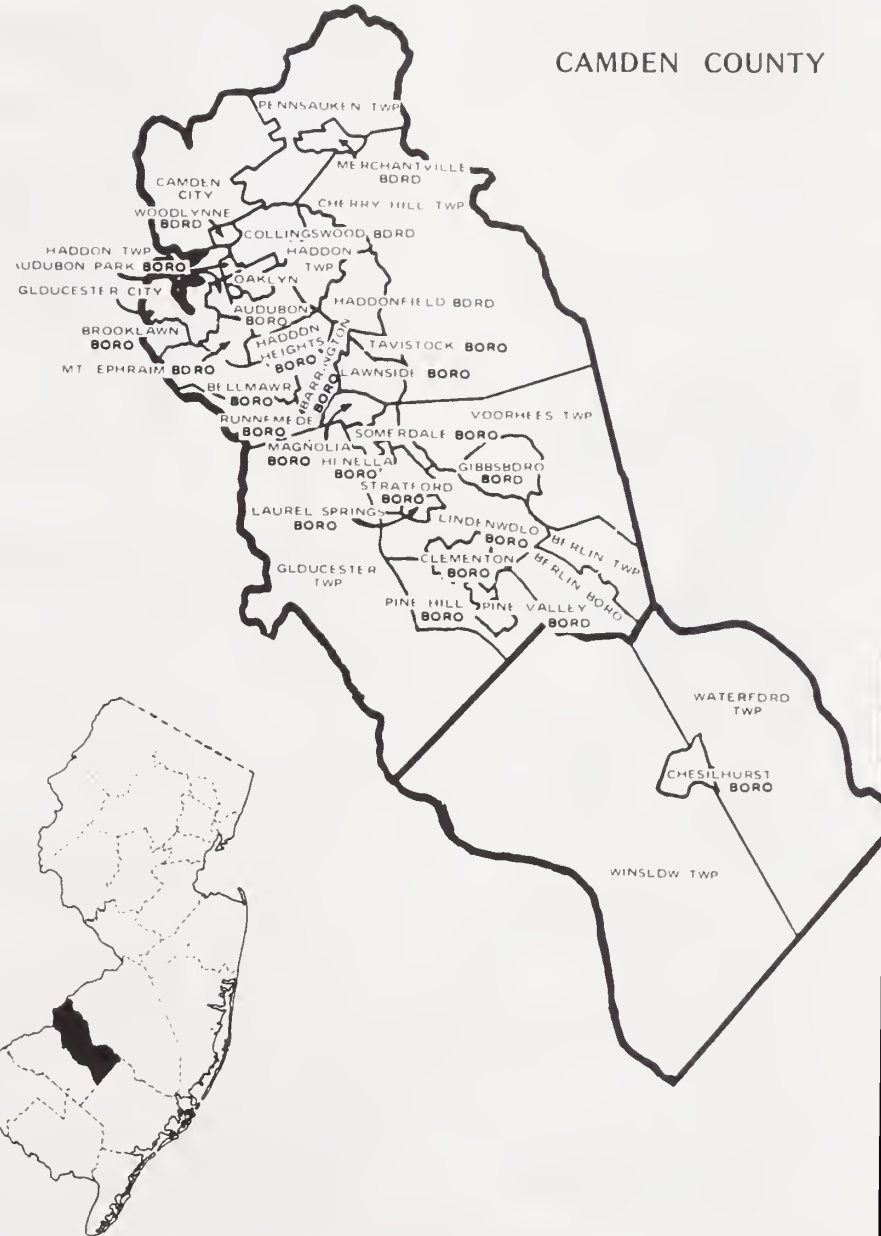 CAMDEN COUNTY
PENNSAUKEN TWP
MERCHANTVILLE
BORO
CAMDEN
CITY
CHERRY HILL TWP
WOODLYNNE
BORO
COLLINGSWOOD BORO
HADDON TWP
HADDON
TWP
AUDUBON PARK BORO
OAKLYN
GLOUCESTER CITY
HADDONFIELD BORO
AUDUBON
BORO
BROOKLAWN
BORO
HADDON
HEIGHTS
BORO
BARRINGTON
BORO
TAVISTOCK BORO
MT EPHRAIM BORO
LAWNSIDE BORO
BELLMAWR
BORO
VOORHEES TWP
RUNNEMEDE
BORO
SOMERDALE BORO
MAGNOLIA
BORO
HI NELLA
BORO
GIBBSBORO
BORO
STRATFORD
BORO
LAUREL SPRINGS
BORO
LINDENWOLD
BORO
BERLIN TWP
CLEMENTON
BORO
BERLIN BORO
GLOUCESTER
TWP
PINE HILL
BORO
PINE VALLEY
BORO
WATERFORD
TWP
CHESILHURST
BORO
WINSLOW TWP